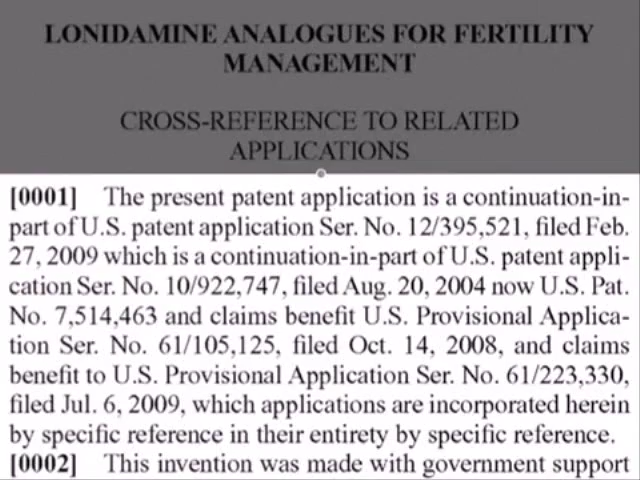 LONIDAMINE ANALOGUES FOR FERTILITY
MANAGEMENT
CROSS-REFERENCE TO RELATED
APPLICATIONS
[0001] The present patent application is a continuation-in-
part of U.S. patent application Ser. No. 12/395,521, filed Feb.
27, 2009 which is a continuation-in-part of U.S. patent appli-
cation Ser. No. 10/922,747, filed Aug. 20, 2004 now U.S. Pat.
No. 7,514,463 and claims benefit U.S. Provisional Applica-
tion Ser. No. 61/105,125, filed Oct. 14, 2008, and claims
benefit to U.S. Provisional Application Ser. No. 61/223,330,
filed Jul. 6, 2009, which applications are incorporated herein
by specific reference in their entirety by specific reference.
[0002] This invention was made with government support